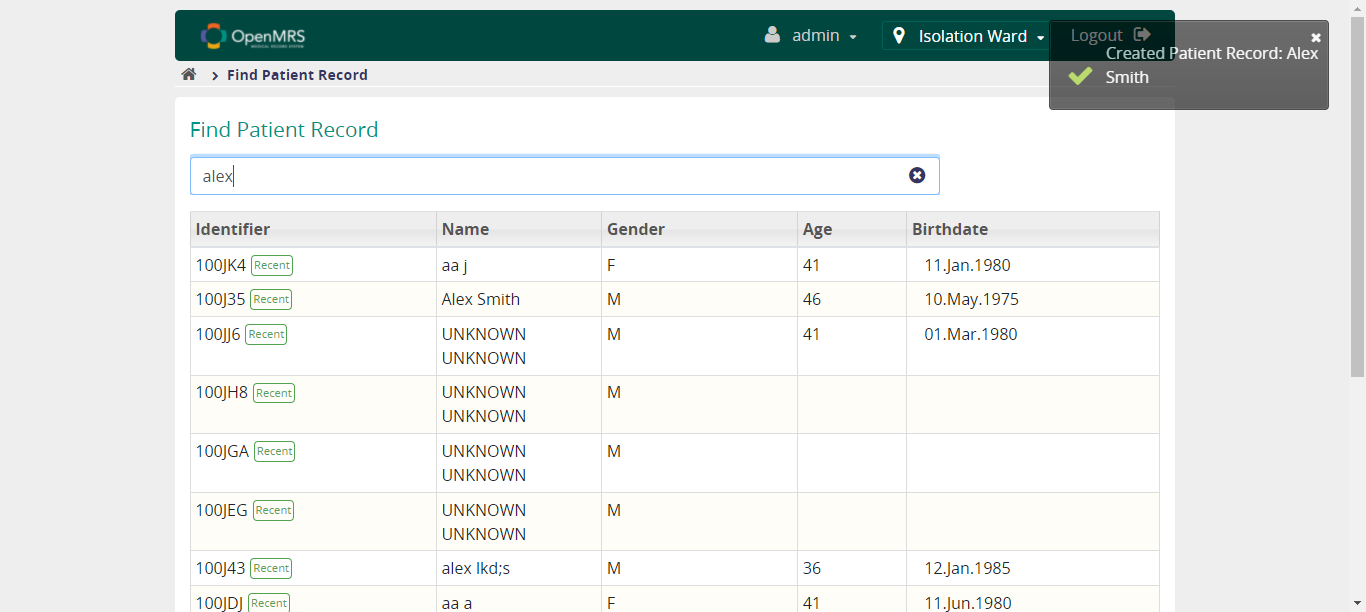 OpenMRS
MEDICAL RECORD SYSTEM
admin
Isolation Ward
Logout
Created Patient Record: Alex
Smith
Find Patient Record
Find Patient Record
alex
Identifier Name Gender Age Birthdate
100JK4 Recent aa j F 41 11.Jan.1980
100J35 Recent Alex Smith M 46 10.May.1975
100JJ6 Recent UNKNOWN M 41 01.Mar.1980
UNKNOWN
100JH8 Recent UNKNOWN M
UNKNOWN
100JGA Recent UNKNOWN M
UNKNOWN
100JEG Recent UNKNOWN M
UNKNOWN
100J43 Recent alex lkd;s M 36 12.Jan.1985
100JDJ Recent aa a F 41 11.Jun.1980